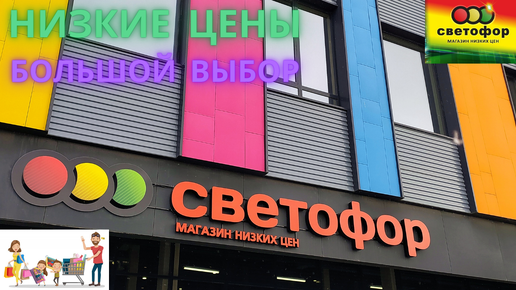 НИЗКИЕ ЦЕНЫ
БОЛЬШОЙ ВЫБОР
светофор
МАГАЗИН НИЗКИХ ЦЕН
светофор
МАГАЗИН НИЗКИХ ЦЕН